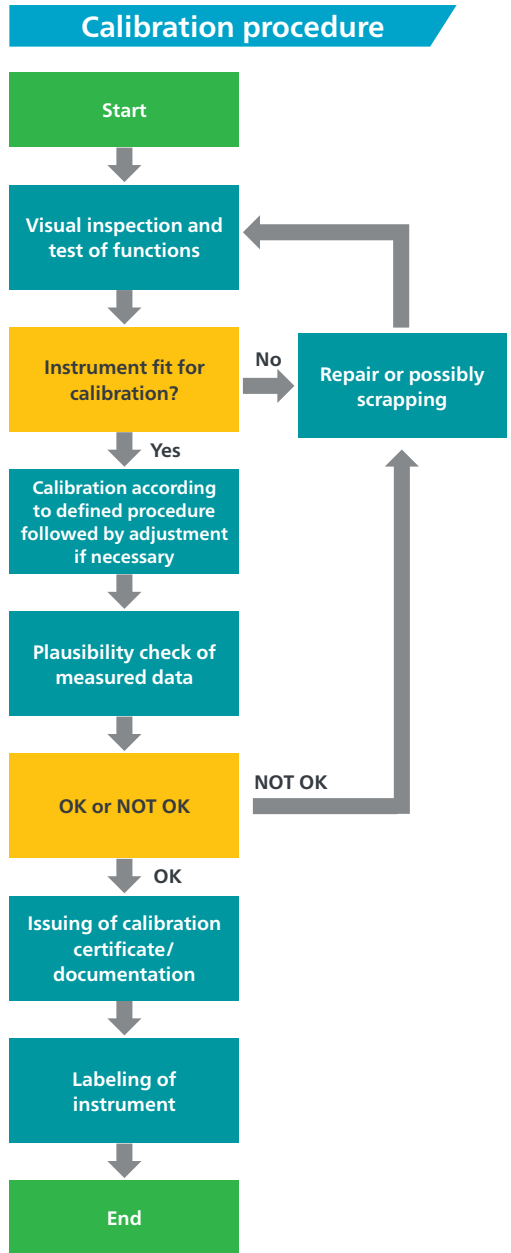 Calibration procedure
Start
Visual inspection and
test of functions
Instrument fit for
calibration?
No
Repair or possibly
scrapping
Yes
Calibration according
to defined procedure
followed by adjustment
if necessary
Plausibility check of
measured data
OK or NOT OK
NOT OK
OK
Issuing of calibration
certificate/
documentation
Labeling of
instrument
End